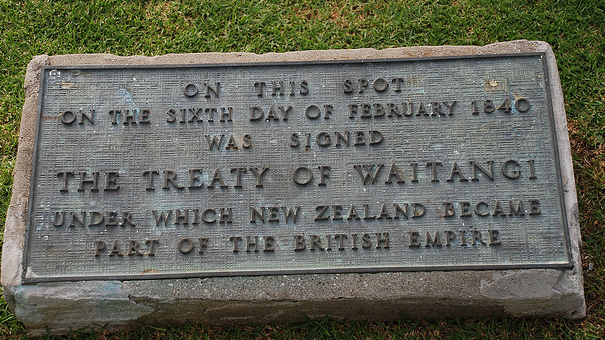 ON THIS SPOT
ON THE SIXTH DAY OF FEBRUARY 1840
WAS SIGNED
THE TREATY OF WAITANGI
UNDER WHICH NEW ZEALAND BECAME
PART OF THE BRITISH EMPIRE